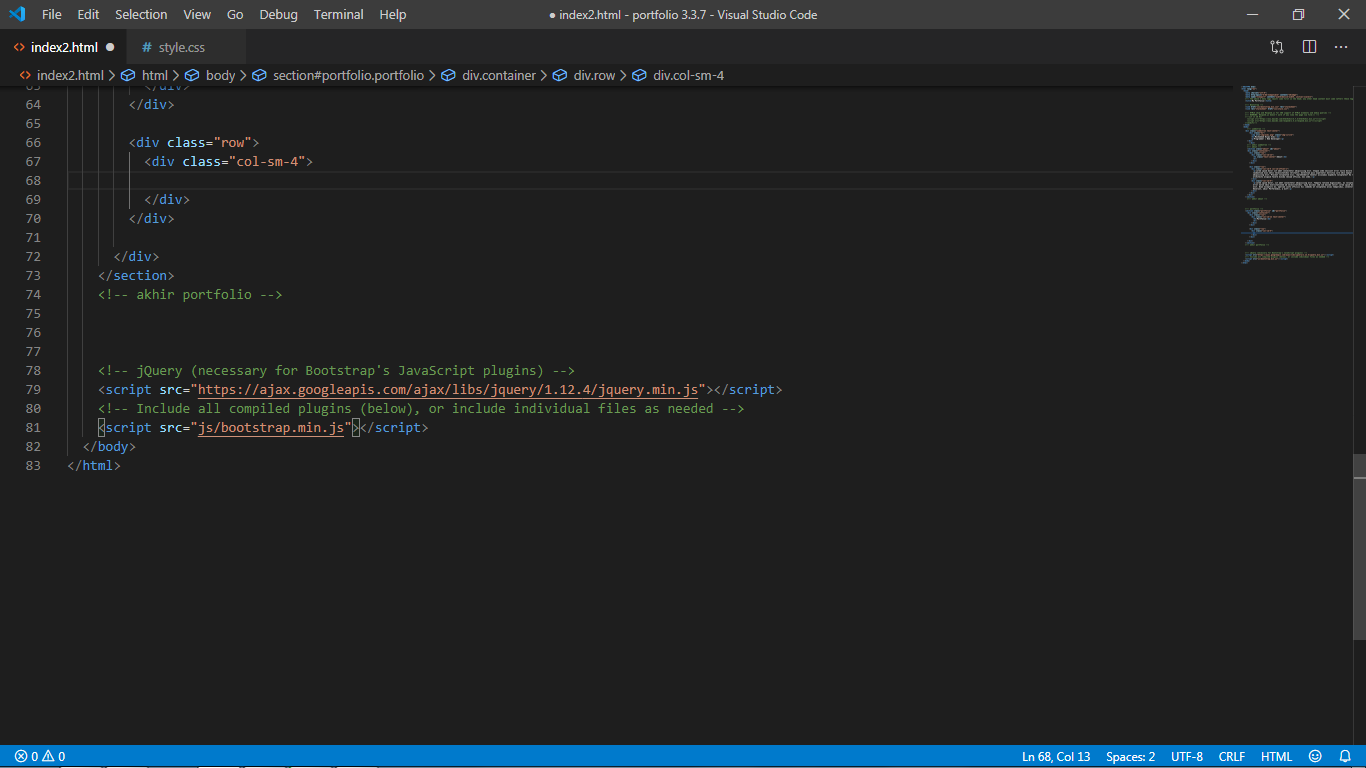 File Edit Selection View Go Debug Terminal Help ● index2.html - portfolio 3.3.7 - Visual Studio Code
<> index2.html ● # style.css ...
<> index2.html > html > body > section#portfolio.portfolio > div.container > div.row > div.col-sm-4
63 </div>
64 </div>
65
66 <div class="row">
67 <div class="col-sm-4">
68
69 </div>
70 </div>
71
72 </div>
73 </section>
74 <!-- akhir portfolio -->
75
76
77
78 <!-- jQuery (necessary for Bootstrap's JavaScript plugins) -->
79 <script src="https://ajax.googleapis.com/ajax/libs/jquery/1.12.4/jquery.min.js"></script>
80 <!-- Include all compiled plugins (below), or include individual files as needed -->
81 <script src="js/bootstrap.min.js"></script>
82 </body>
83 </html>
0 0 Ln 68, Col 13 Spaces: 2 UTF-8 CRLF HTML